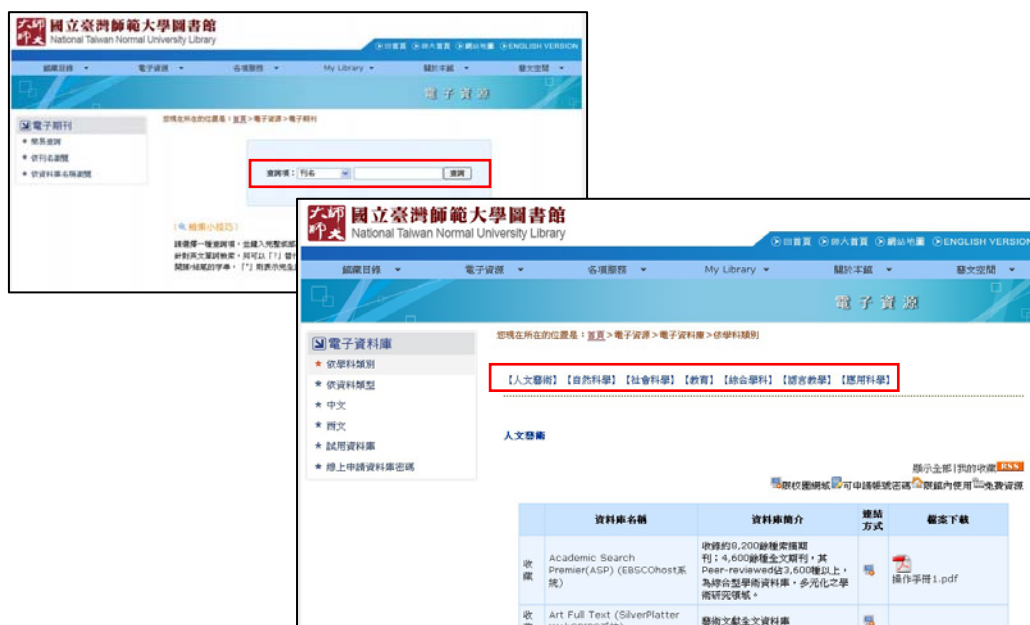 國立臺灣師範大學圖書館
National Taiwan Normal University Library
回首頁 師大首頁 網站地圖 ENGLISH VERSION
館藏目錄 電子資源 各項服務 My Library 關於本館 藝文空間
電子資源
您現在所在的位置是：首頁>電子資源>電子期刊
電子期刊
簡易查詢
依刊名瀏覽
依資料庫名稱瀏覽
查詢項：刊名 查詢
(檢索小技巧)
國立臺灣師範大學圖書館
National Taiwan Normal University Library
回首頁 師大首頁 網站地圖 ENGLISH VERSION
館藏目錄 電子資源 各項服務 My Library 關於本館 藝文空間
電子資源
您現在所在的位置是：首頁>電子資源>電子資料庫>依學科類別
電子資料庫
依學科類別
依資料類型
中文
西文
試用資料庫
線上申請資料庫密碼
【人文藝術】【自然科學】【社會科學】【教育】【綜合學科】【語言教學】【應用科學】
人文藝術
顯示全部|我的收藏 RSS
限校園網域 可申請帳號密碼 限館內使用 免費資源
資料庫名稱 資料庫簡介 連結方式 檔案下載
收藏
Academic Search
Premier(ASP) (EBSCOhost系
統)
收錄約8,200餘種索摘期
刊；4,600餘種全文期刊，其
Peer-reviewed佔3,600種以上，
為綜合型學術資料庫，多元化之學
術研究領域。
操作手冊1.pdf
收
Art Full Text (SilverPlatter
藝術文獻全文資料庫